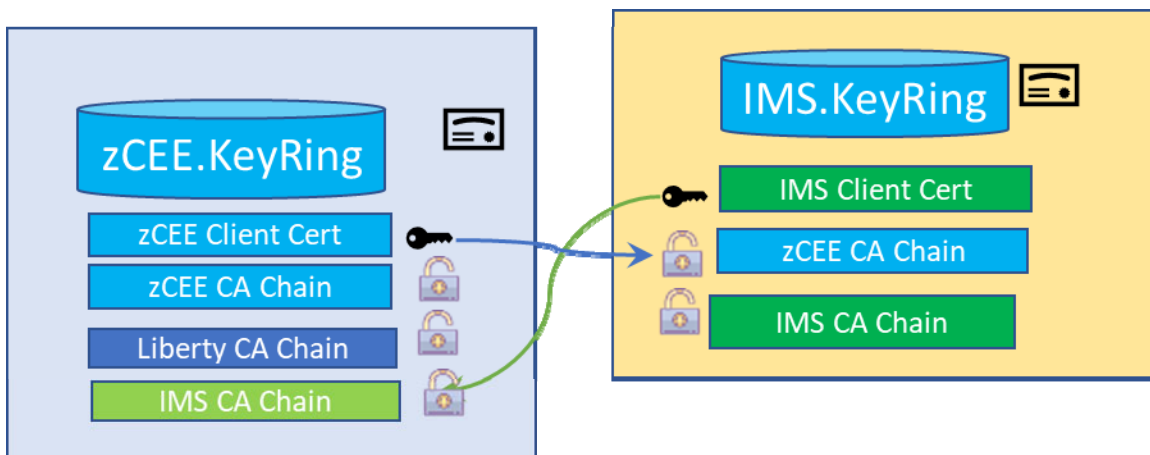 zCEE.KeyRing
zCEE Client Cert
zCEE CA Chain
Liberty CA Chain
IMS CA Chain
IMS.KeyRing
IMS Client Cert
zCEE CA Chain
IMS CA Chain